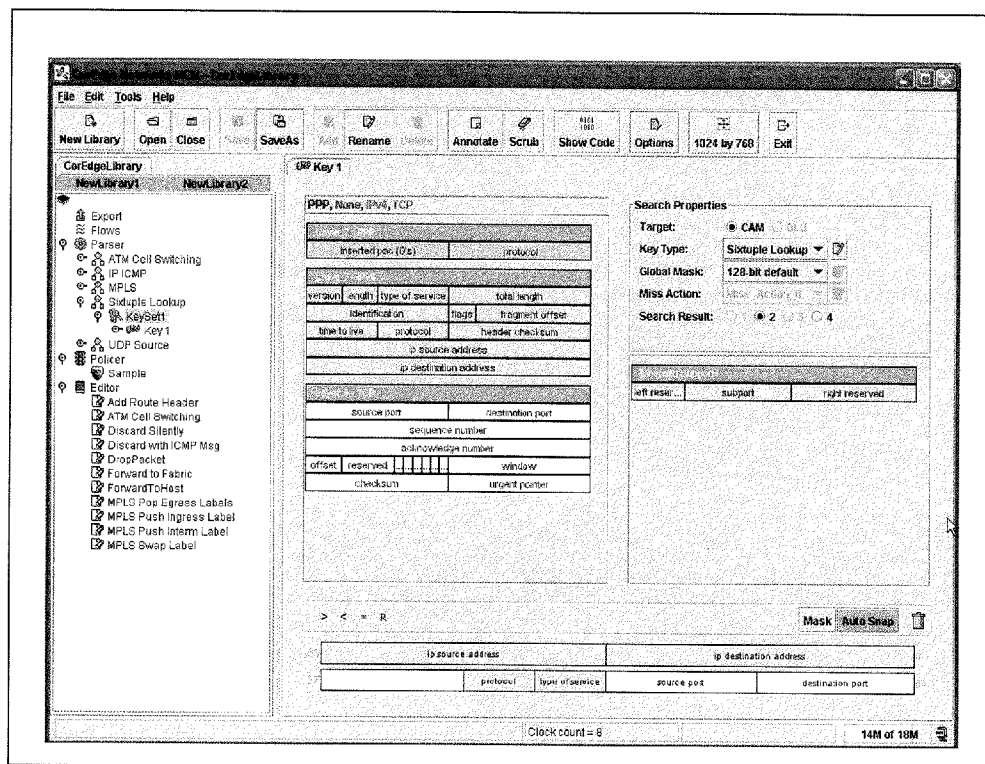 File Edit Tools Help
New Library Open Close Save SaveAs Add Rename Delete Annotate Scrub Show Code Options 1024 by 768 Exit
CorEdgeLibrary
NewLibrary1 NewLibrary2
Export
Flows
Parser
ATM Cell Switching
IP ICMP
MPLS
Sixtuple Lookup
KeySet1
Key 1
UDP Source
Policer
Sample
Editor
Add Route Header
ATM Cell Switching
Discard Silently
Discard with ICMP Msg
DropPacket
Forward to Fabric
ForwardToHost
MPLS Pop Egress Labels
MPLS Push Ingress Label
MPLS Push Interm Label
MPLS Swap Label
Key 1
PPP, None, IPv4, TCP
inserted pad (0's) protocol
version length type of service total length
identification flags fragment offset
time to live protocol header checksum
ip source address
ip destination address
source port destination port
sequence number
acknowledge number
offset reserved window
checksum urgent pointer
Search Properties
Target: CAM
Key Type: Sixtuple Lookup
Global Mask: 128-bit default
Miss Action:
Search Result: 1 2 3 4
left reser... subport right reserved
> < = R
Mask Auto Snap
ip source address ip destination address
protocol type of service source port destination port
Clock count = 8
14M of 18M